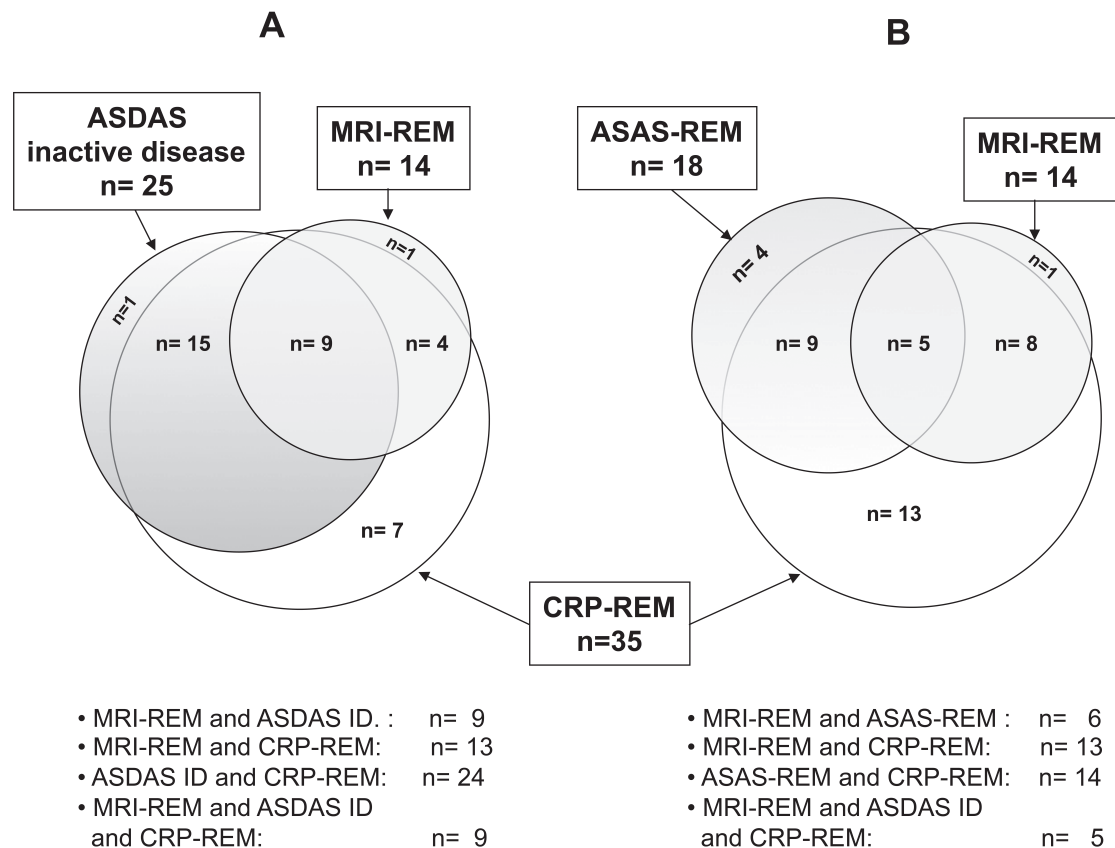 A
ASDAS
inactive disease
n= 25
MRI-REM
n= 14
n=1
n=1
n= 15
n= 9
n= 4
n= 7
B
ASAS-REM
n= 18
MRI-REM
n= 14
n= 4
n=1
n= 9
n= 5
n= 8
n= 13
CRP-REM
n=35
• MRI-REM and ASDAS ID. : n= 9
• MRI-REM and CRP-REM: n= 13
• ASDAS ID and CRP-REM: n= 24
• MRI-REM and ASDAS ID
and CRP-REM: n= 9
• MRI-REM and ASAS-REM : n= 6
• MRI-REM and CRP-REM: n= 13
• ASAS-REM and CRP-REM: n= 14
• MRI-REM and ASDAS ID
and CRP-REM: n= 5